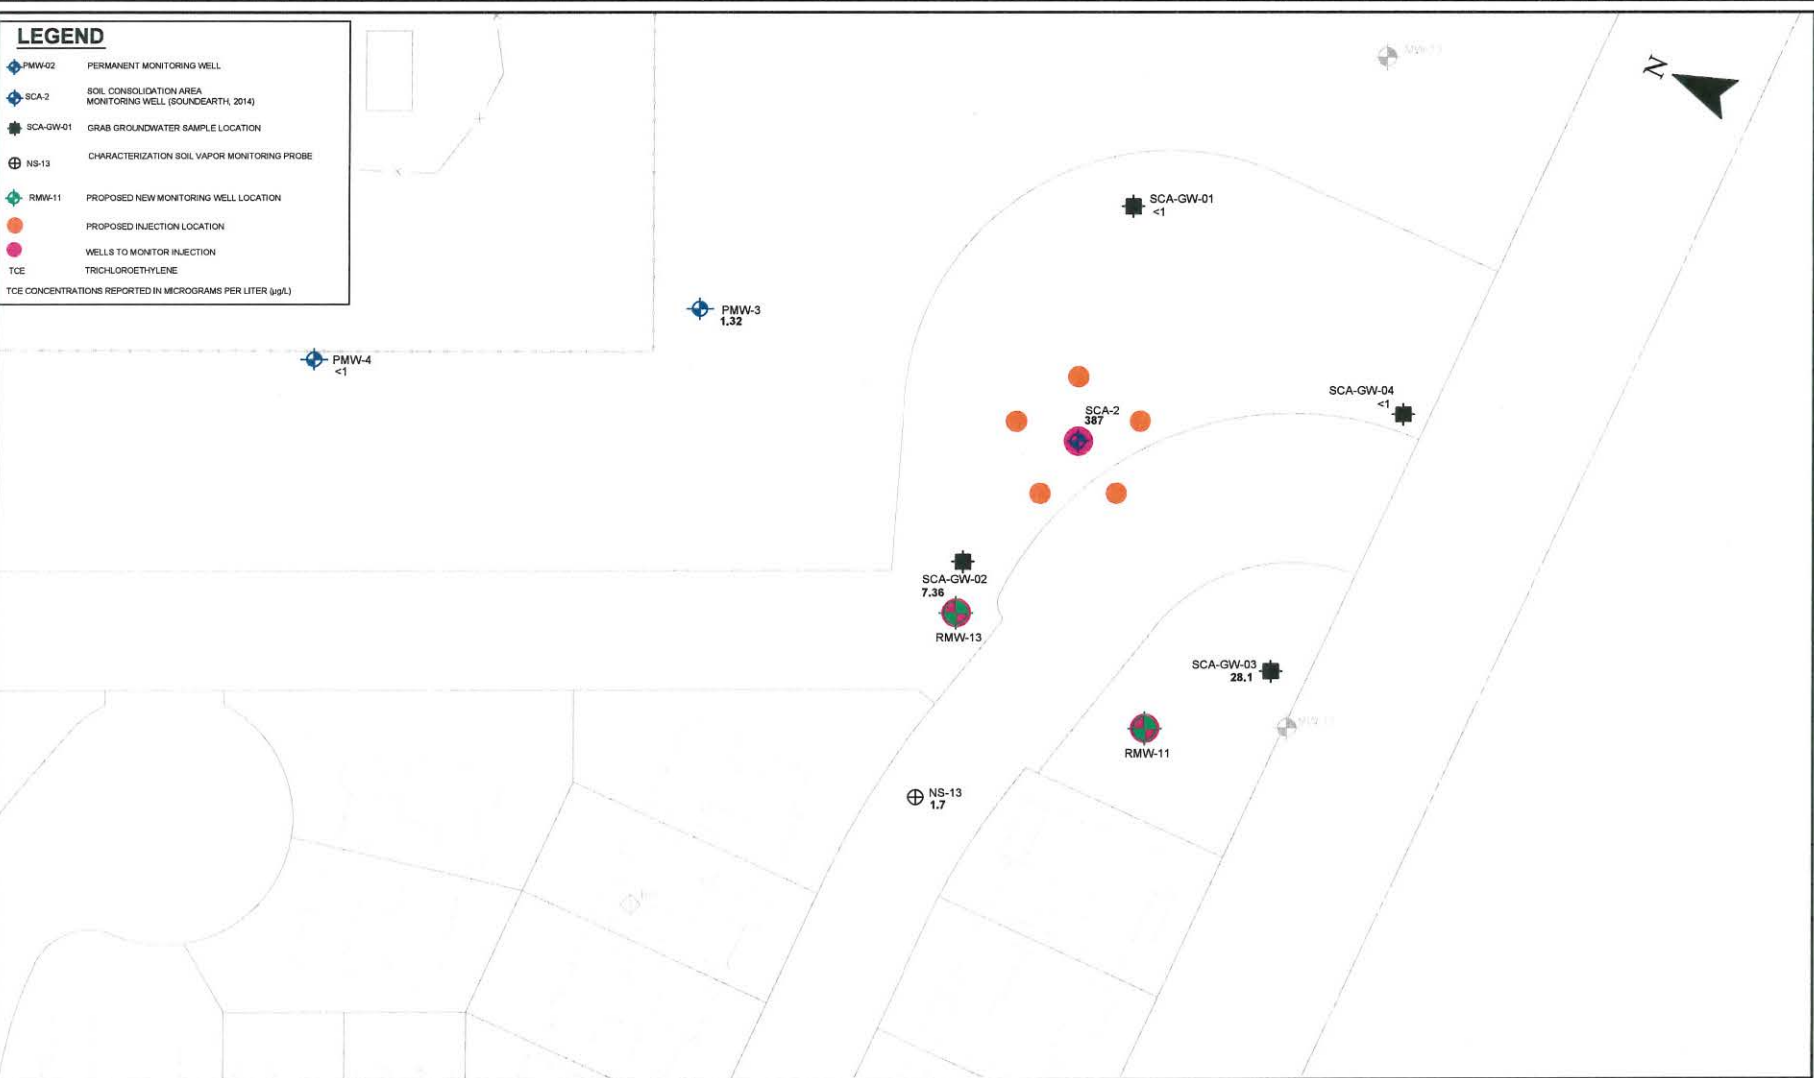 LEGEND
PMW-02 PERMANENT MONITORING WELL
SCA-2 SOIL CONSOLIDATION AREA
MONITORING WELL (SOUNDEARTH, 2014)
SCA-GW-01 GRAB GROUNDWATER SAMPLE LOCATION
NS-13 CHARACTERIZATION SOIL VAPOR MONITORING PROBE
RMW-11 PROPOSED NEW MONITORING WELL LOCATION
PROPOSED INJECTION LOCATION
WELLS TO MONITOR INJECTION
TCE TRICHLOROETHYLENE
TCE CONCENTRATIONS REPORTED IN MICROGRAMS PER LITER (µg/L)
N
SCA-GW-01
<1
PMW-3
1.32
PMW-4
<1
SCA-GW-04
<1
SCA-2
387
SCA-GW-02
7.36
RMW-13
SCA-GW-03
28.1
RMW-11
NS-13
1.7